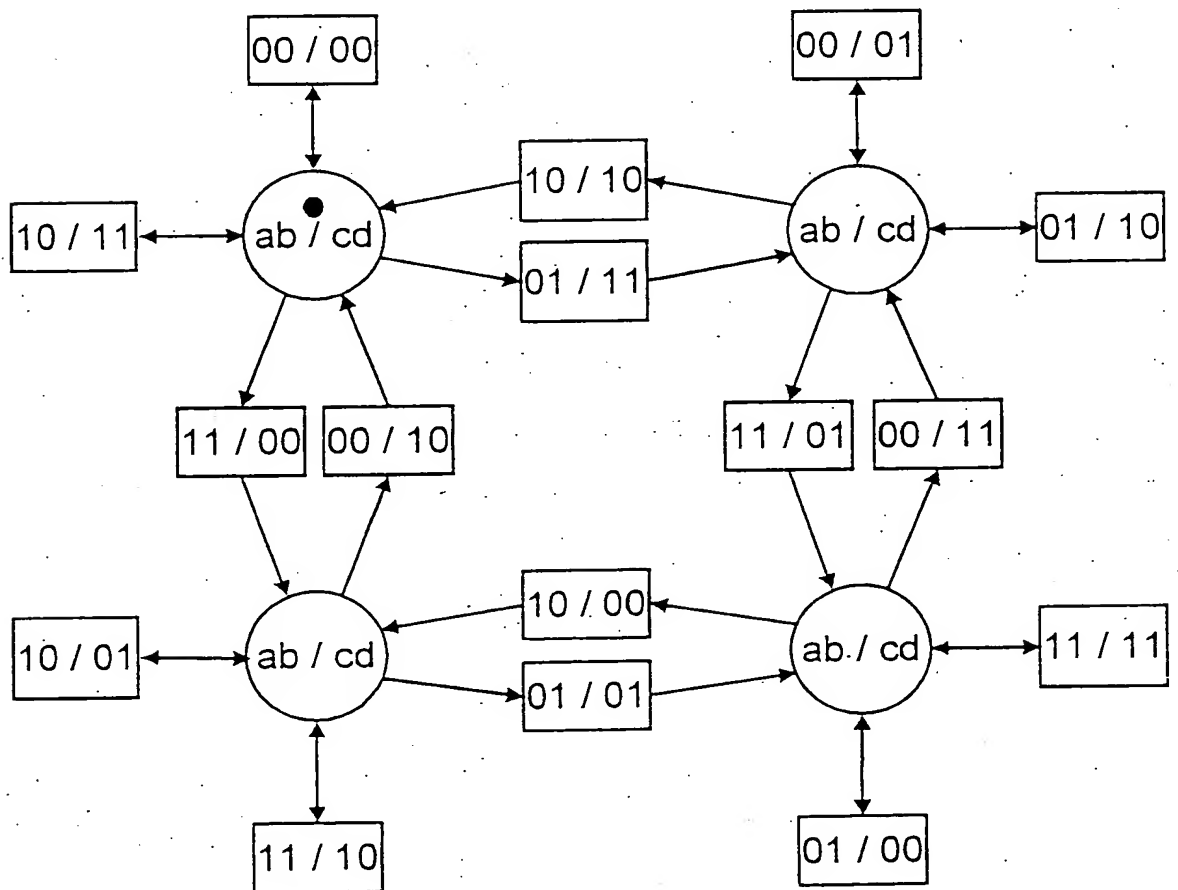 00 / 00
00 / 01
10 / 10
10 / 11
ab / cd
ab / cd
01 / 10
01 / 11
11 / 00
00 / 10
11 / 01
00 / 11
10 / 00
10 / 01
ab / cd
ab / cd
11 / 11
01 / 01
11 / 10
01 / 00